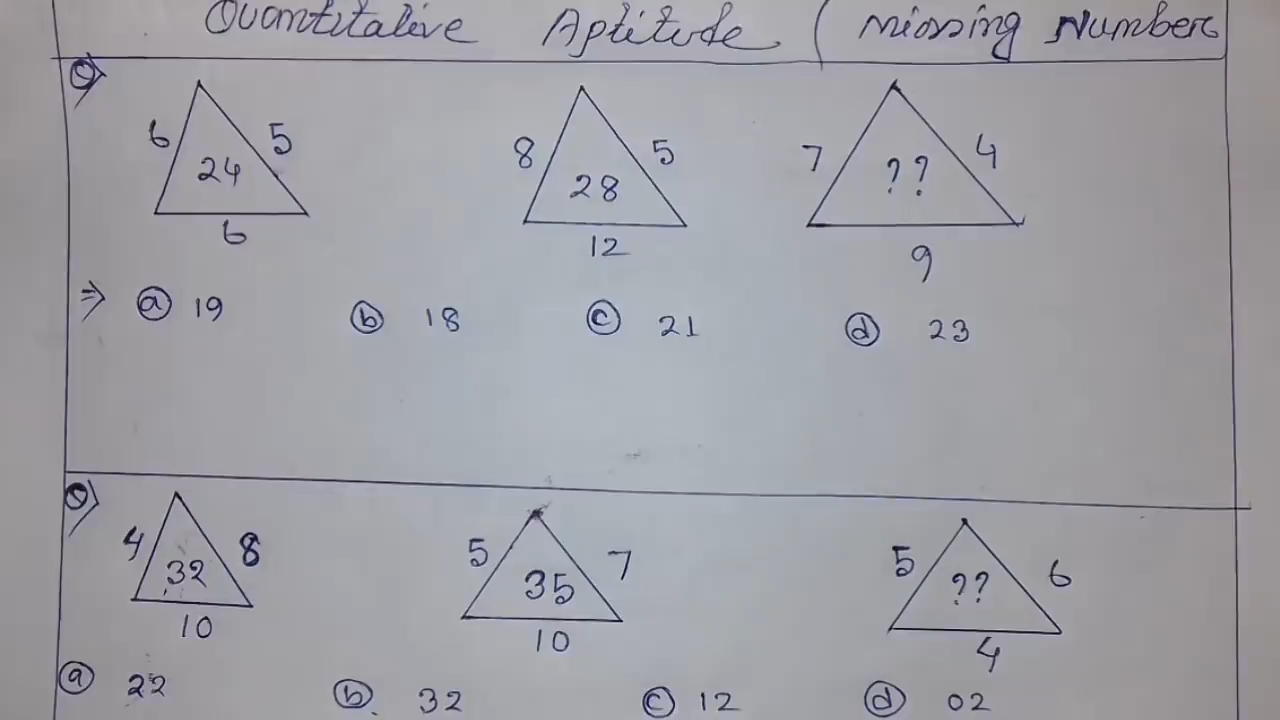 Quantitative Aptitude ( Missing Number
Q)
6 24 5
6
8 28 5
12
7 ?? 4
9
⇒ (a) 19 (b) 18 (c) 21 (d) 23
Q)
4 32 8
10
5 35 7
10
5 ?? 6
4
(a) 22 (b) 32 (c) 12 (d) 02